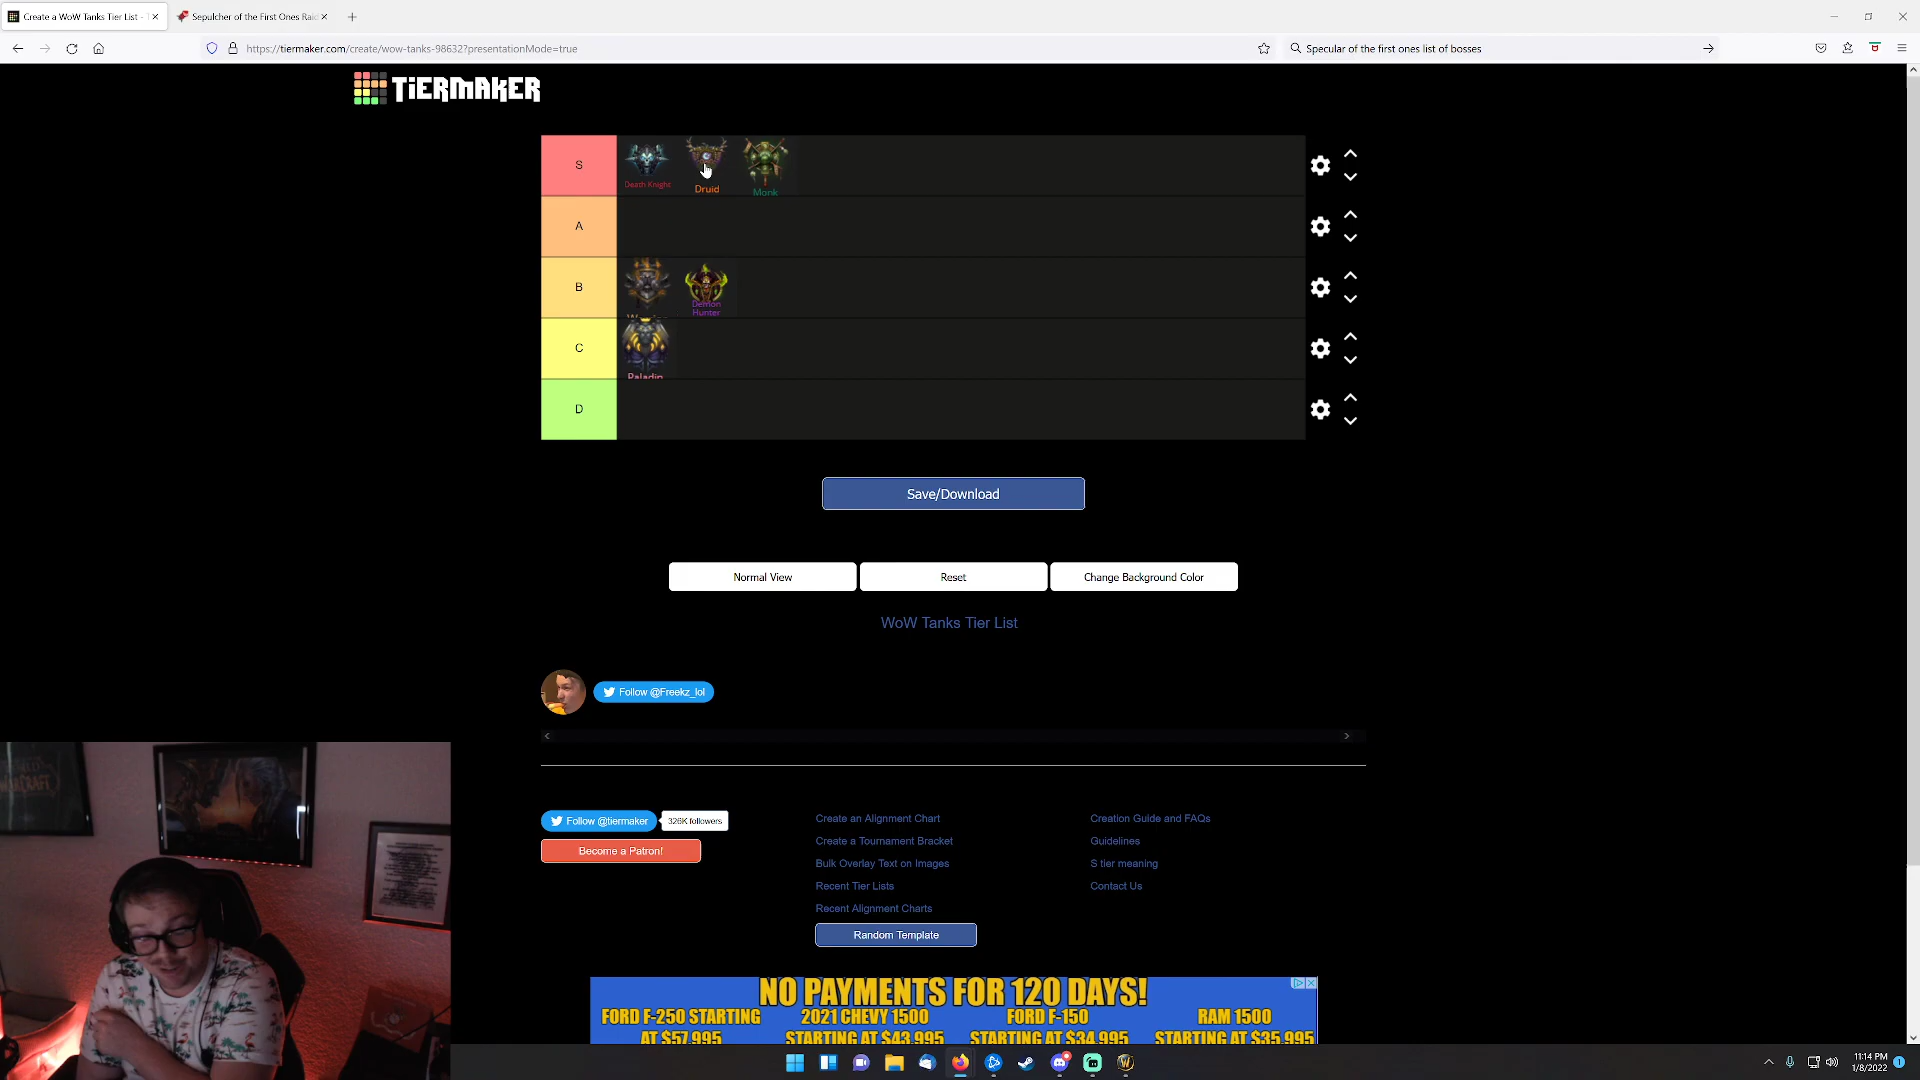 Create a WoW Tanks Tier List -
Sepulcher of the First Ones Raid
https://tiermaker.com/create/wow-tanks-98632?presentationMode=true
Specular of the first ones list of bosses
TIERMAKER
S
Death Knight
Druid
Monk
A
B
Demon
Hunter
C
Paladin
D
Save/Download
Normal View
Reset
Change Background Color
WoW Tanks Tier List
Follow @Freekz_lol
Follow @tiermaker
326K followers
Become a Patron!
Create an Alignment Chart
Create a Tournament Bracket
Bulk Overlay Text on Images
Recent Tier Lists
Recent Alignment Charts
Random Template
Creation Guide and FAQs
Guidelines
S tier meaning
Contact Us
NO PAYMENTS FOR 120 DAYS!
FORD F-250 STARTING
AT $57,995
2021 CHEVY 1500
STARTING AT $43,995
FORD F-150
STARTING AT $34,995
RAM 1500
STARTING AT $35,995
11:14 PM
1/8/2022
1